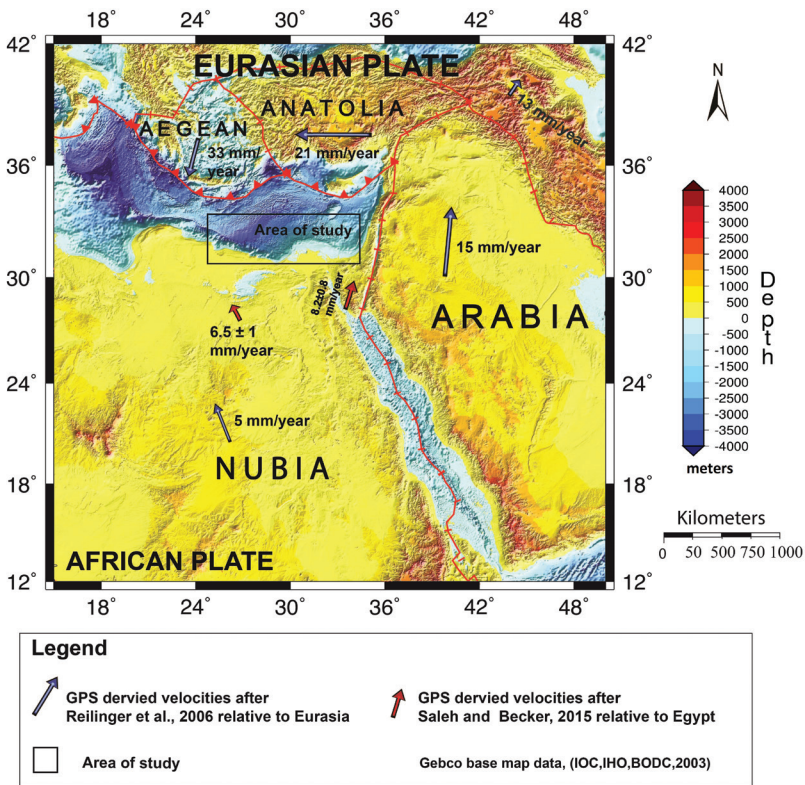 18° 24° 30° 36° 42° 48°
42° 42°
EURASIAN PLATE
ANATOLIA
13 mm/year
AEGEAN
33 mm/
year
21 mm/year
36° 36°
Area of study
15 mm/year
30° 30°
8.2±0.8
mm/year
ARABIA
6.5 ± 1
mm/year
24° 24°
5 mm/year
NUBIA
18° 18°
AFRICAN PLATE
12° 12°
18° 24° 30° 36° 42° 48°
N
4000
3000
2500
2000
1500
1000
500
0
-500
-1000
-1500
-2000
-2500
-3000
-3500
-4000
meters
Depth
Kilometers
0 250 500 750 1000
Legend
GPS dervied velocities after
Reilinger et al., 2006 relative to Eurasia
GPS dervied velocities after
Saleh and Becker, 2015 relative to Egypt
Area of study
Gebco base map data, (IOC,IHO,BODC,2003)